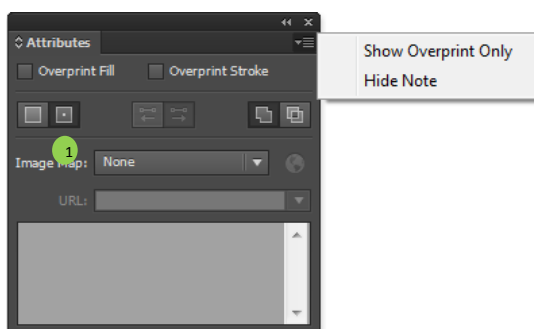 Attributes
Show Overprint Only
Hide Note
Overprint Fill
Overprint Stroke
1
Image Map:
None
URL: